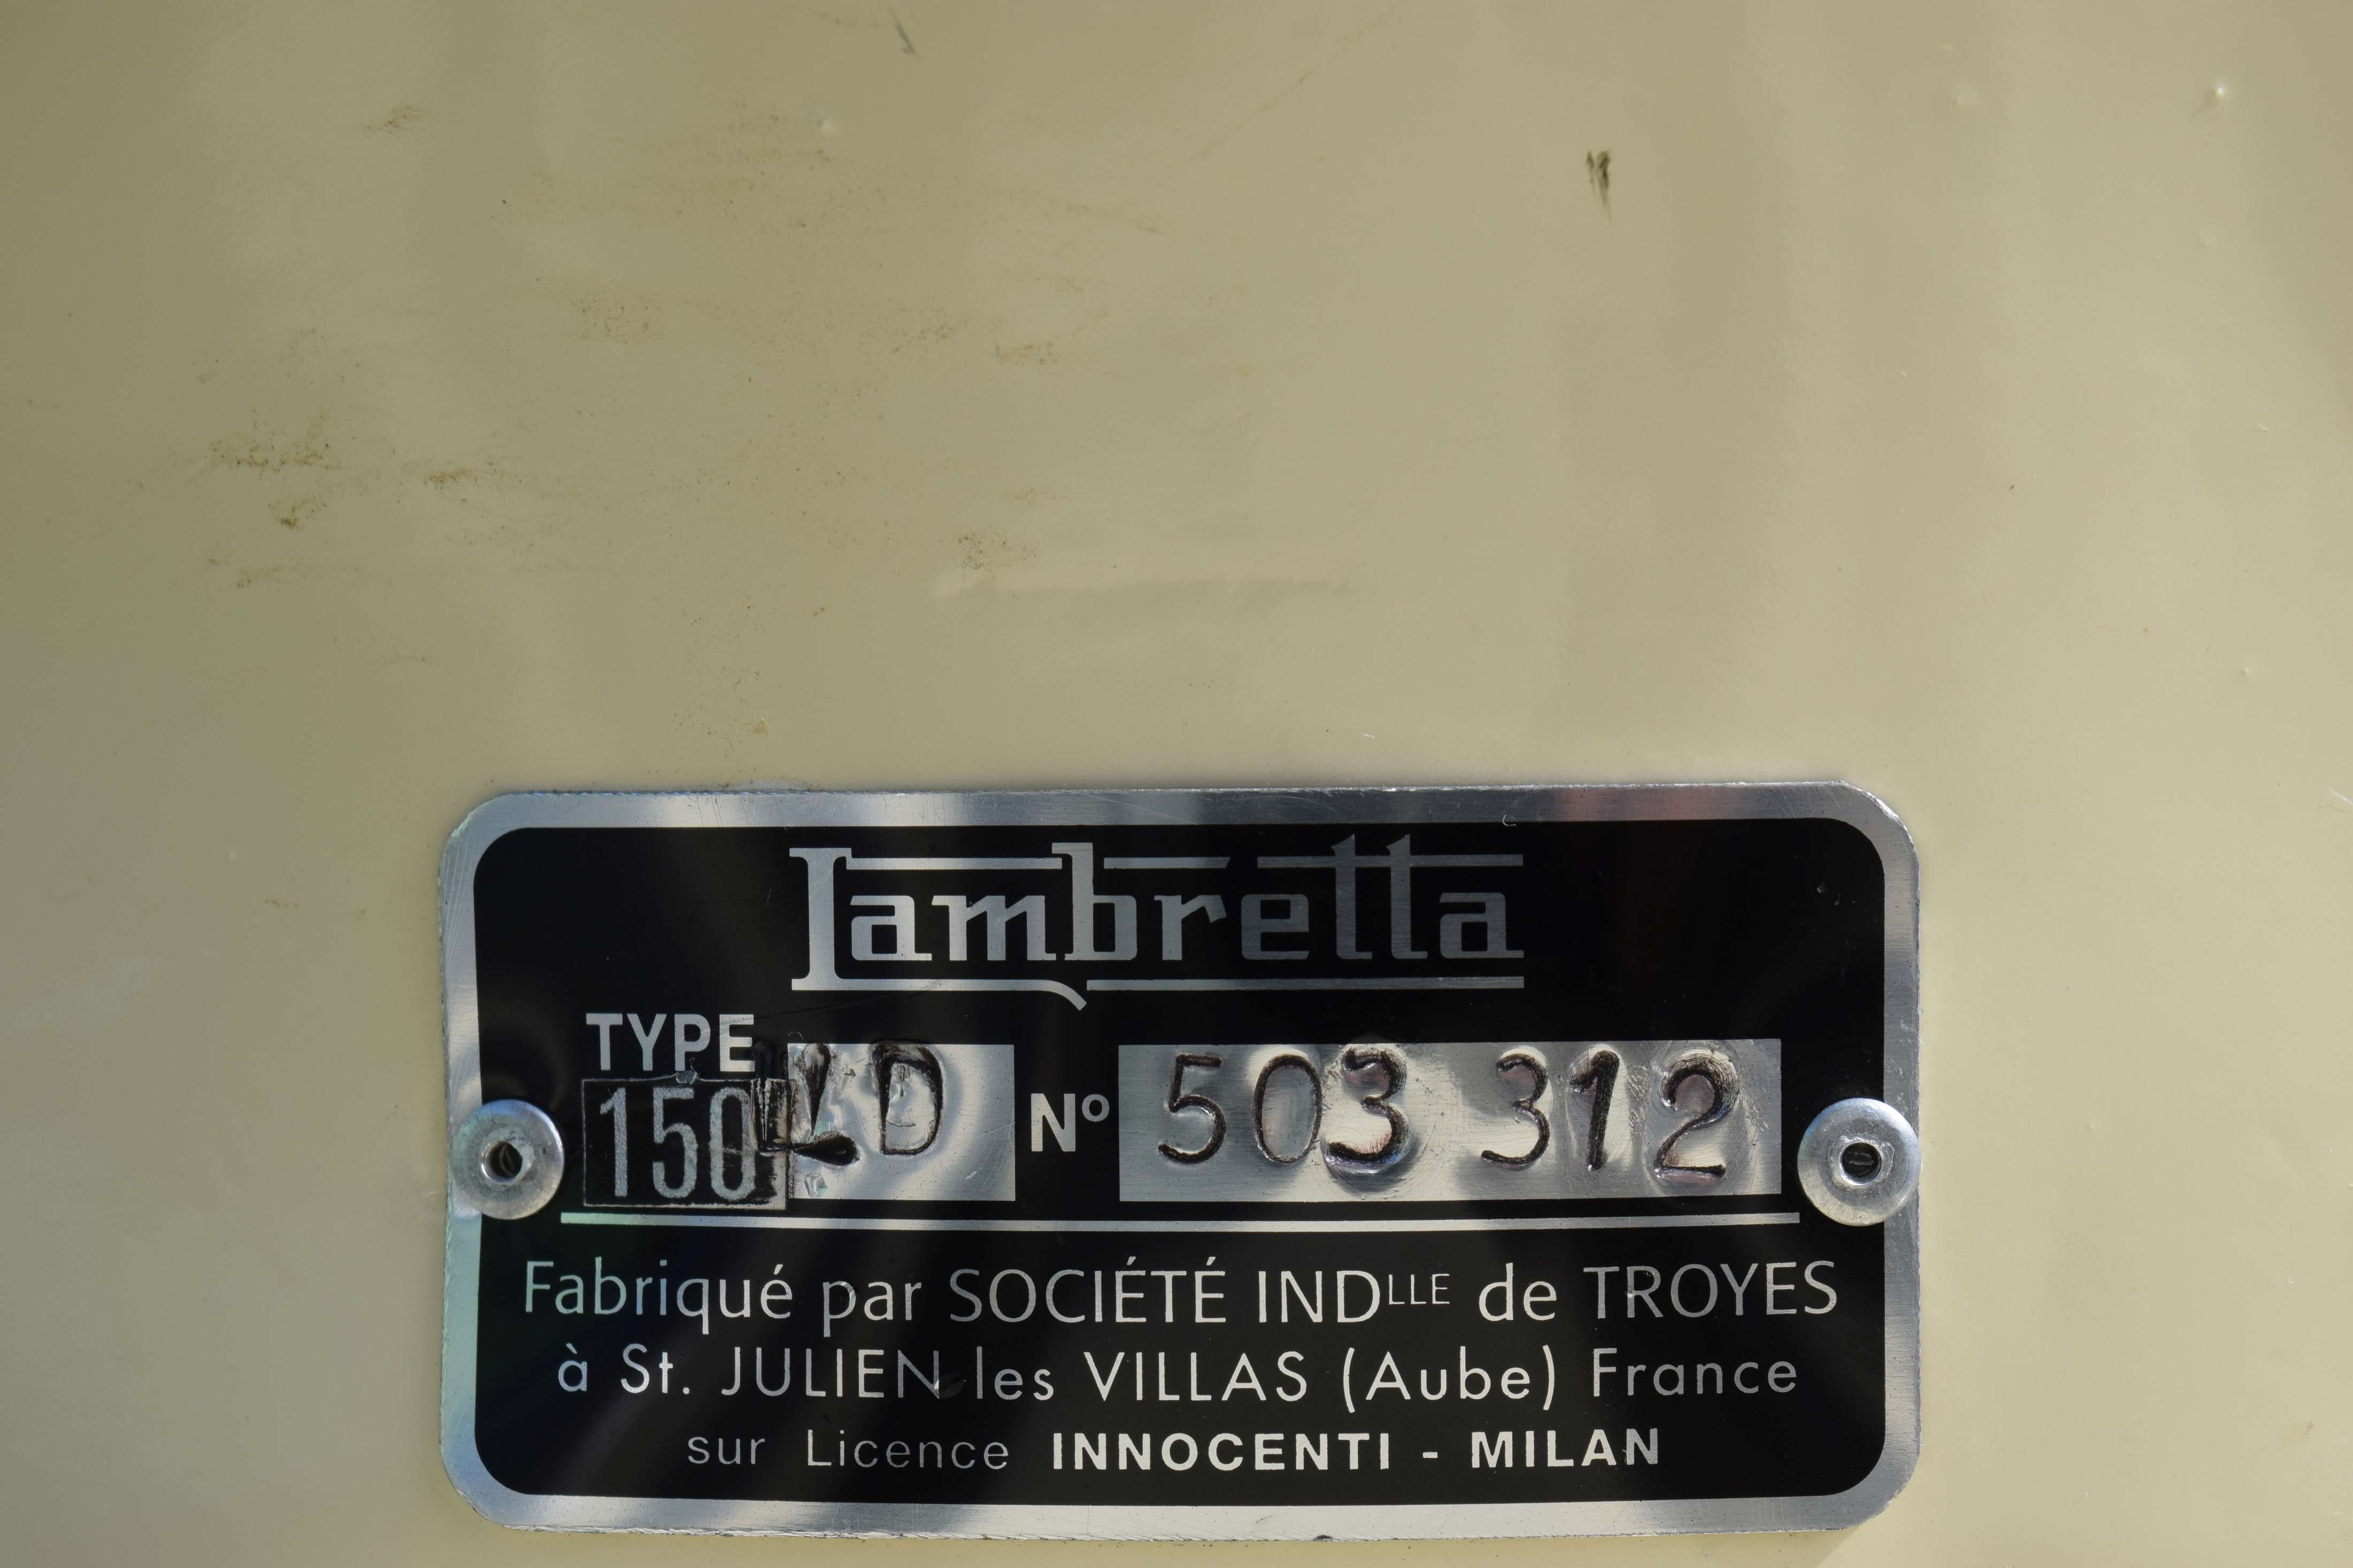 Lambretta
TYPE
150 LD Nº 503 312
Fabriqué par SOCIÉTÉ INDLLE de TROYES
à St. JULIEN les VILLAS (Aube) France
sur Licence INNOCENTI - MILAN